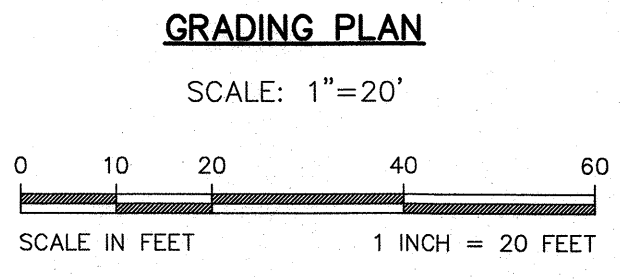 GRADING PLAN
SCALE: 1"=20'
0 10 20 40 60
SCALE IN FEET 1 INCH = 20 FEET